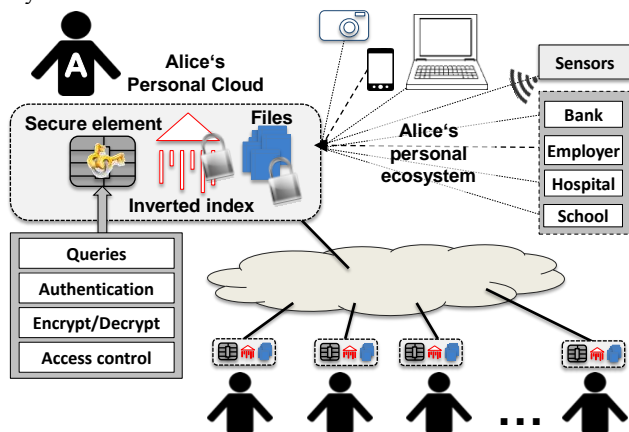 A
Alice's
Personal Cloud
Secure element
Files
Inverted index
Alice's
personal
ecosystem
Sensors
Bank
Employer
Hospital
School
Queries
Authentication
Encrypt/Decrypt
Access control
...